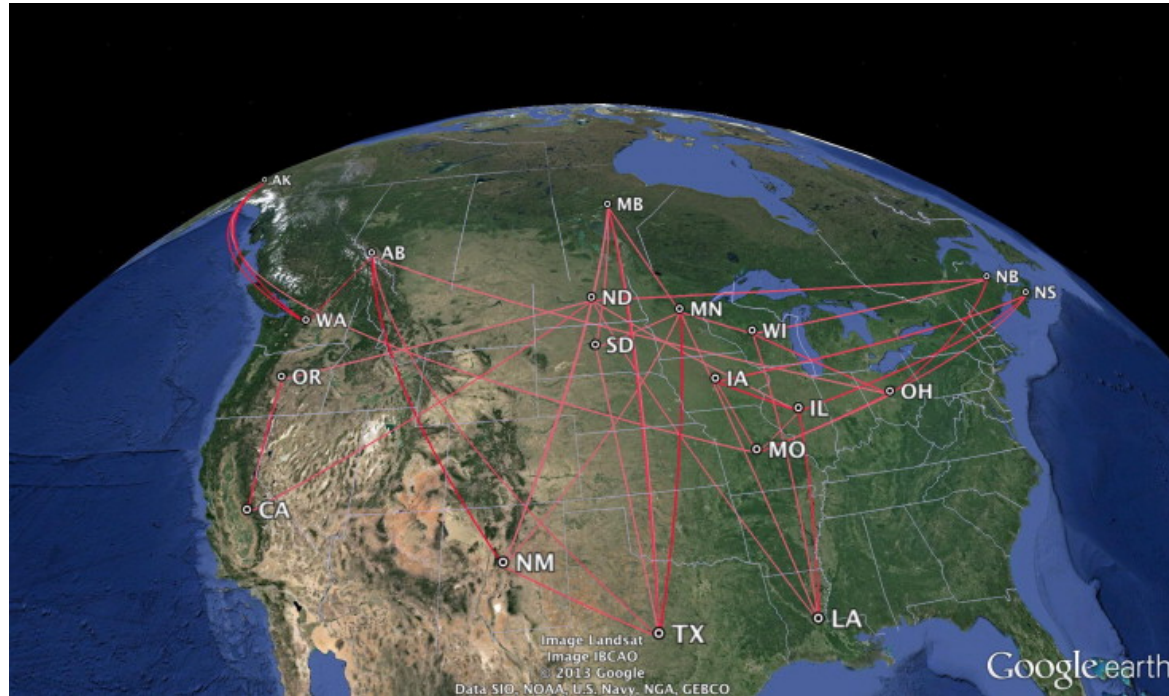 AK
MB
AB
NB
NS
ND
MN
WA
WI
SD
OR
IA
OH
IL
MO
CA
NM
LA
TX
Image Landsat
Image IBCAO
© 2013 Google
Data SIO, NOAA, U.S. Navy, NGA, GEBCO
Google earth